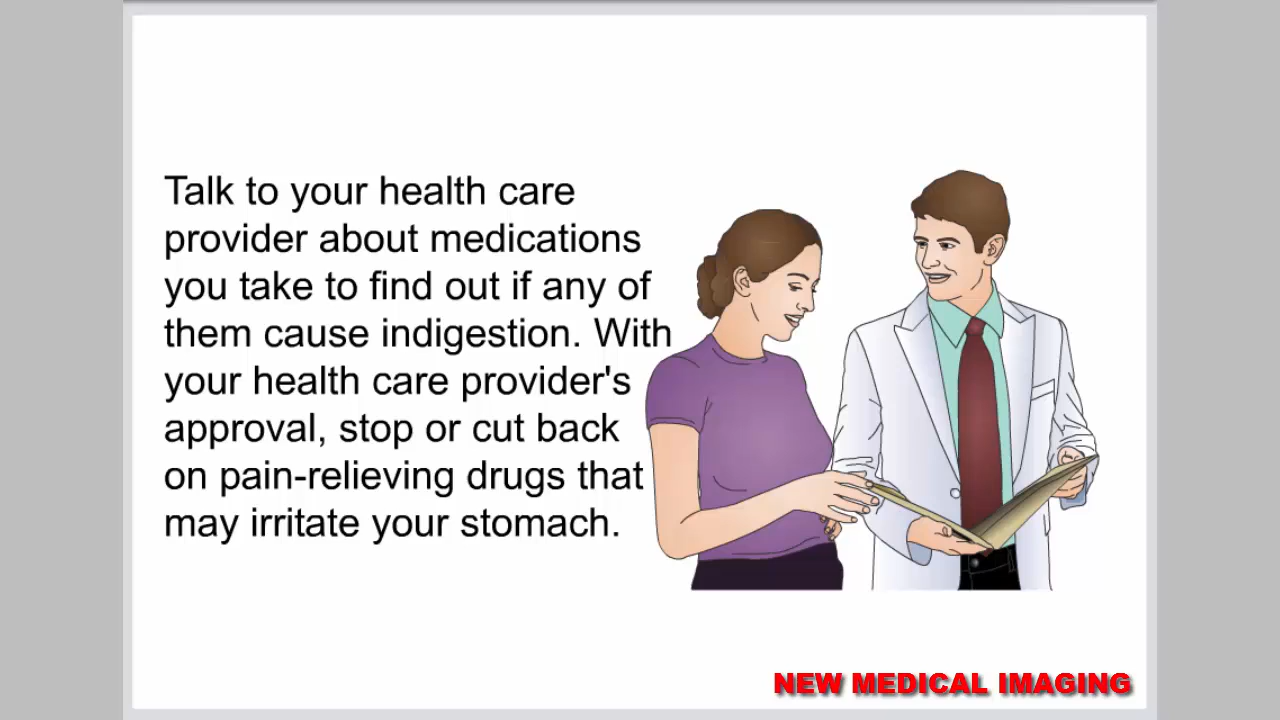 Talk to your health care
provider about medications
you take to find out if any of
them cause indigestion. With
your health care provider's
approval, stop or cut back
on pain-relieving drugs that
may irritate your stomach.
NEW MEDICAL IMAGING